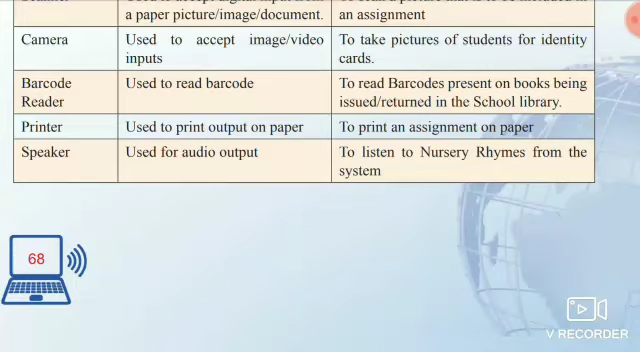 a paper picture/image/document.
an assignment
Camera
Used to accept image/video
inputs
To take pictures of students for identity
cards.
Barcode
Reader
Used to read barcode
To read Barcodes present on books being
issued/returned in the School library.
Printer
Used to print output on paper
To print an assignment on paper
Speaker
Used for audio output
To listen to Nursery Rhymes from the
system
68
V RECORDER